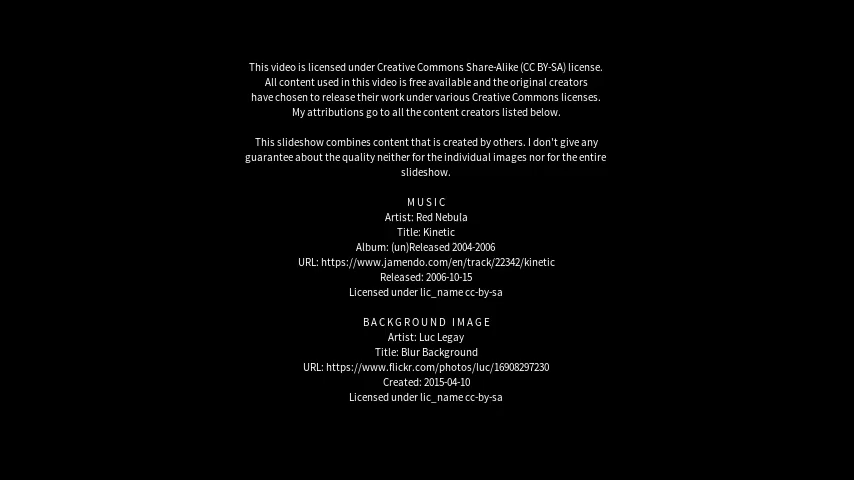 This video is licensed under Creative Commons Share-Alike (CC BY-SA) license.
All content used in this video is free available and the original creators
have chosen to release their work under various Creative Commons licenses.
My attributions go to all the content creators listed below.
This slideshow combines content that is created by others. I don't give any
guarantee about the quality neither for the individual images nor for the entire
slideshow.
MUSIC
Artist: Red Nebula
Title: Kinetic
Album: (un)Released 2004-2006
URL: https://www.jamendo.com/en/track/22342/kinetic
Released: 2006-10-15
Licensed under lic_name cc-by-sa
BACKGROUND IMAGE
Artist: Luc Legay
Title: Blur Background
URL: https://www.flickr.com/photos/luc/16908297230
Created: 2015-04-10
Licensed under lic_name cc-by-sa